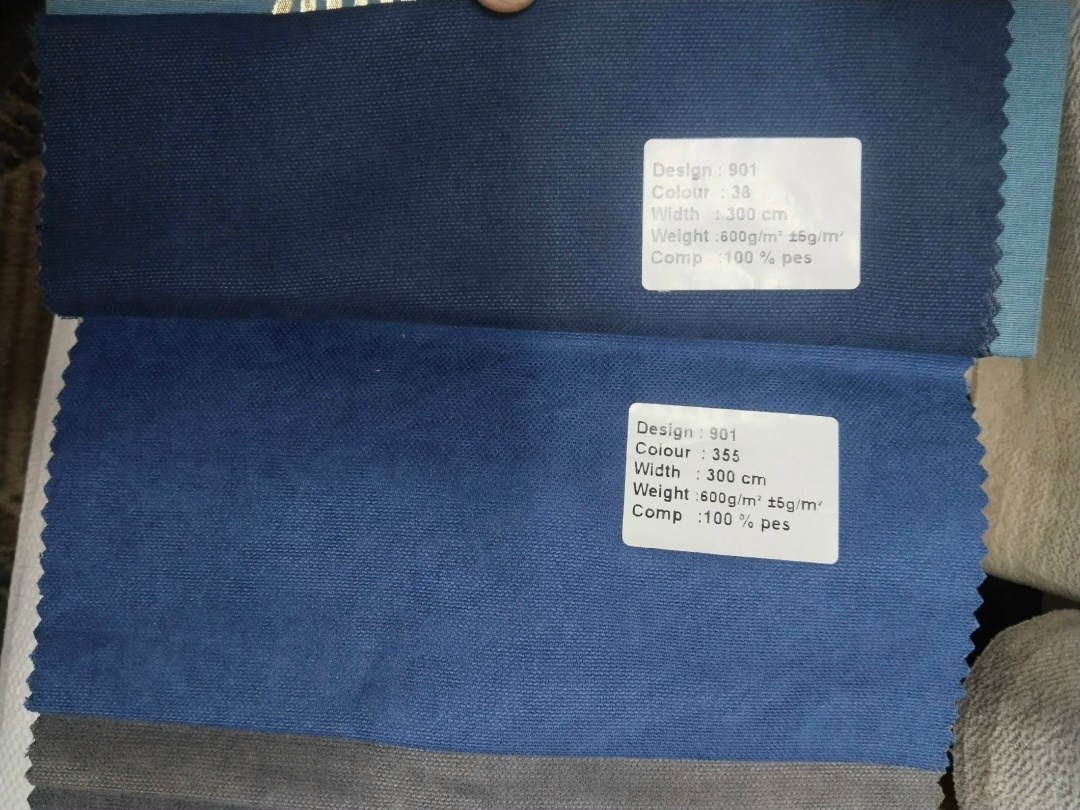 Design : 901
Colour : 38
Width : 300 cm
Weight :600g/m² ±5g/m²
Comp :100 % pes
Design : 901
Colour : 355
Width : 300 cm
Weight :600g/m² ±5g/m²
Comp :100 % pes